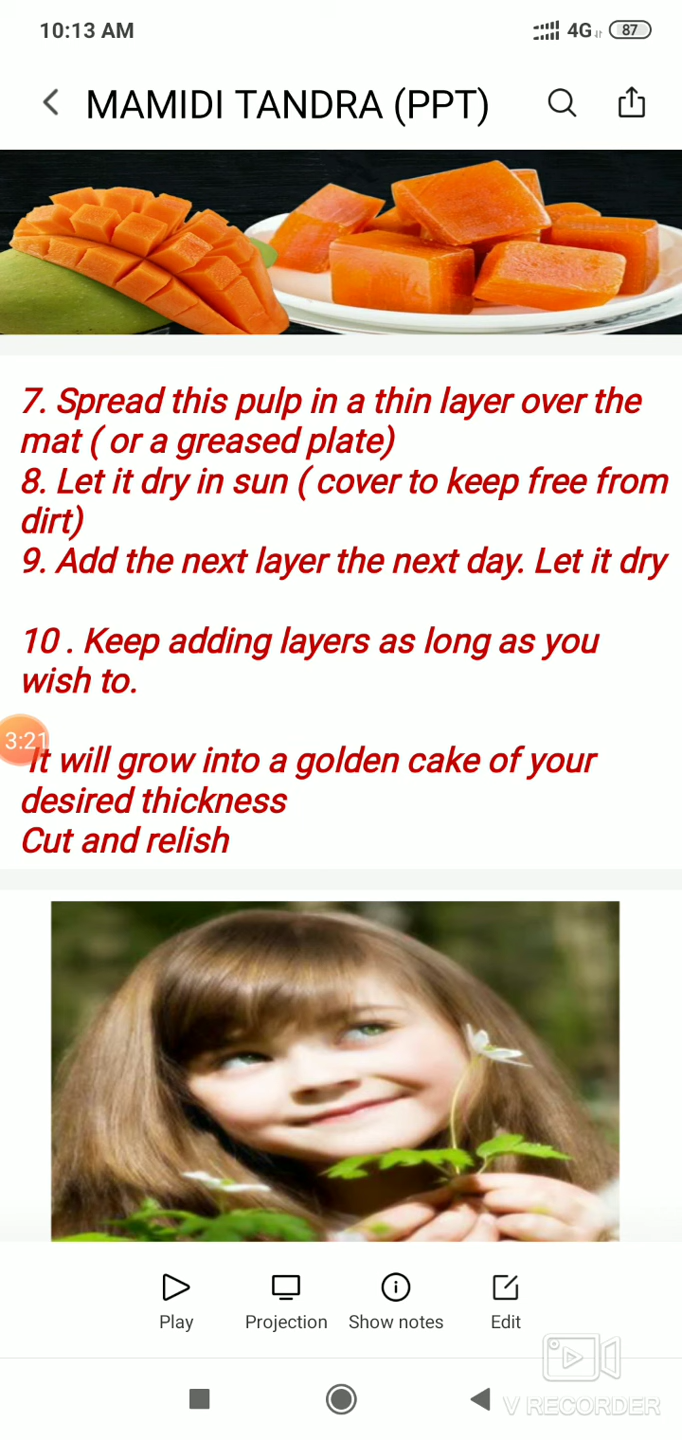 10:13 AM
4G
87
MAMIDI TANDRA (PPT)
7. Spread this pulp in a thin layer over the
mat ( or a greased plate)
8. Let it dry in sun ( cover to keep free from
dirt)
9. Add the next layer the next day. Let it dry
10 . Keep adding layers as long as you
wish to.
3:21
It will grow into a golden cake of your
desired thickness
Cut and relish
Play
Projection
Show notes
Edit
V RECORDER